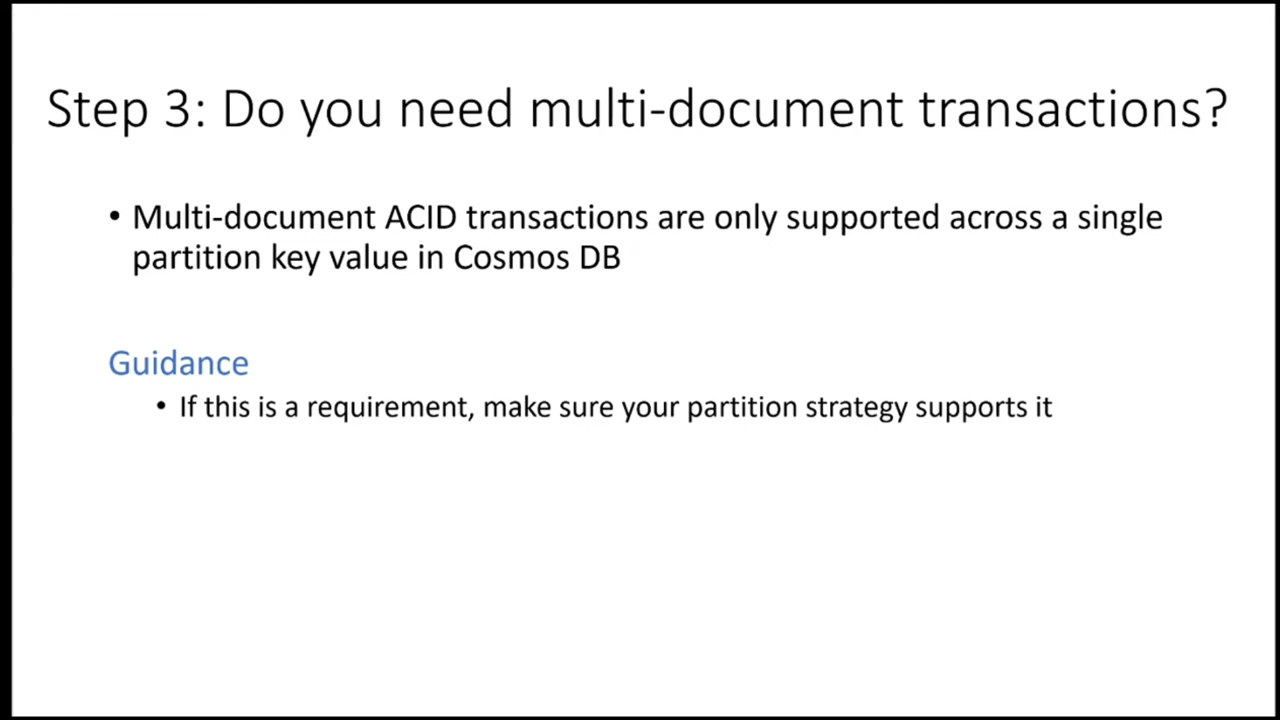 Step 3: Do you need multi-document transactions?
• Multi-document ACID transactions are only supported across a single
partition key value in Cosmos DB
Guidance
• If this is a requirement, make sure your partition strategy supports it